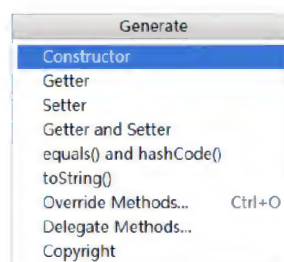 Generate
Constructor
Getter
Setter
Getter and Setter
equals() and hashCode()
toString()
Override Methods... Ctrl+O
Delegate Methods...
Copyright